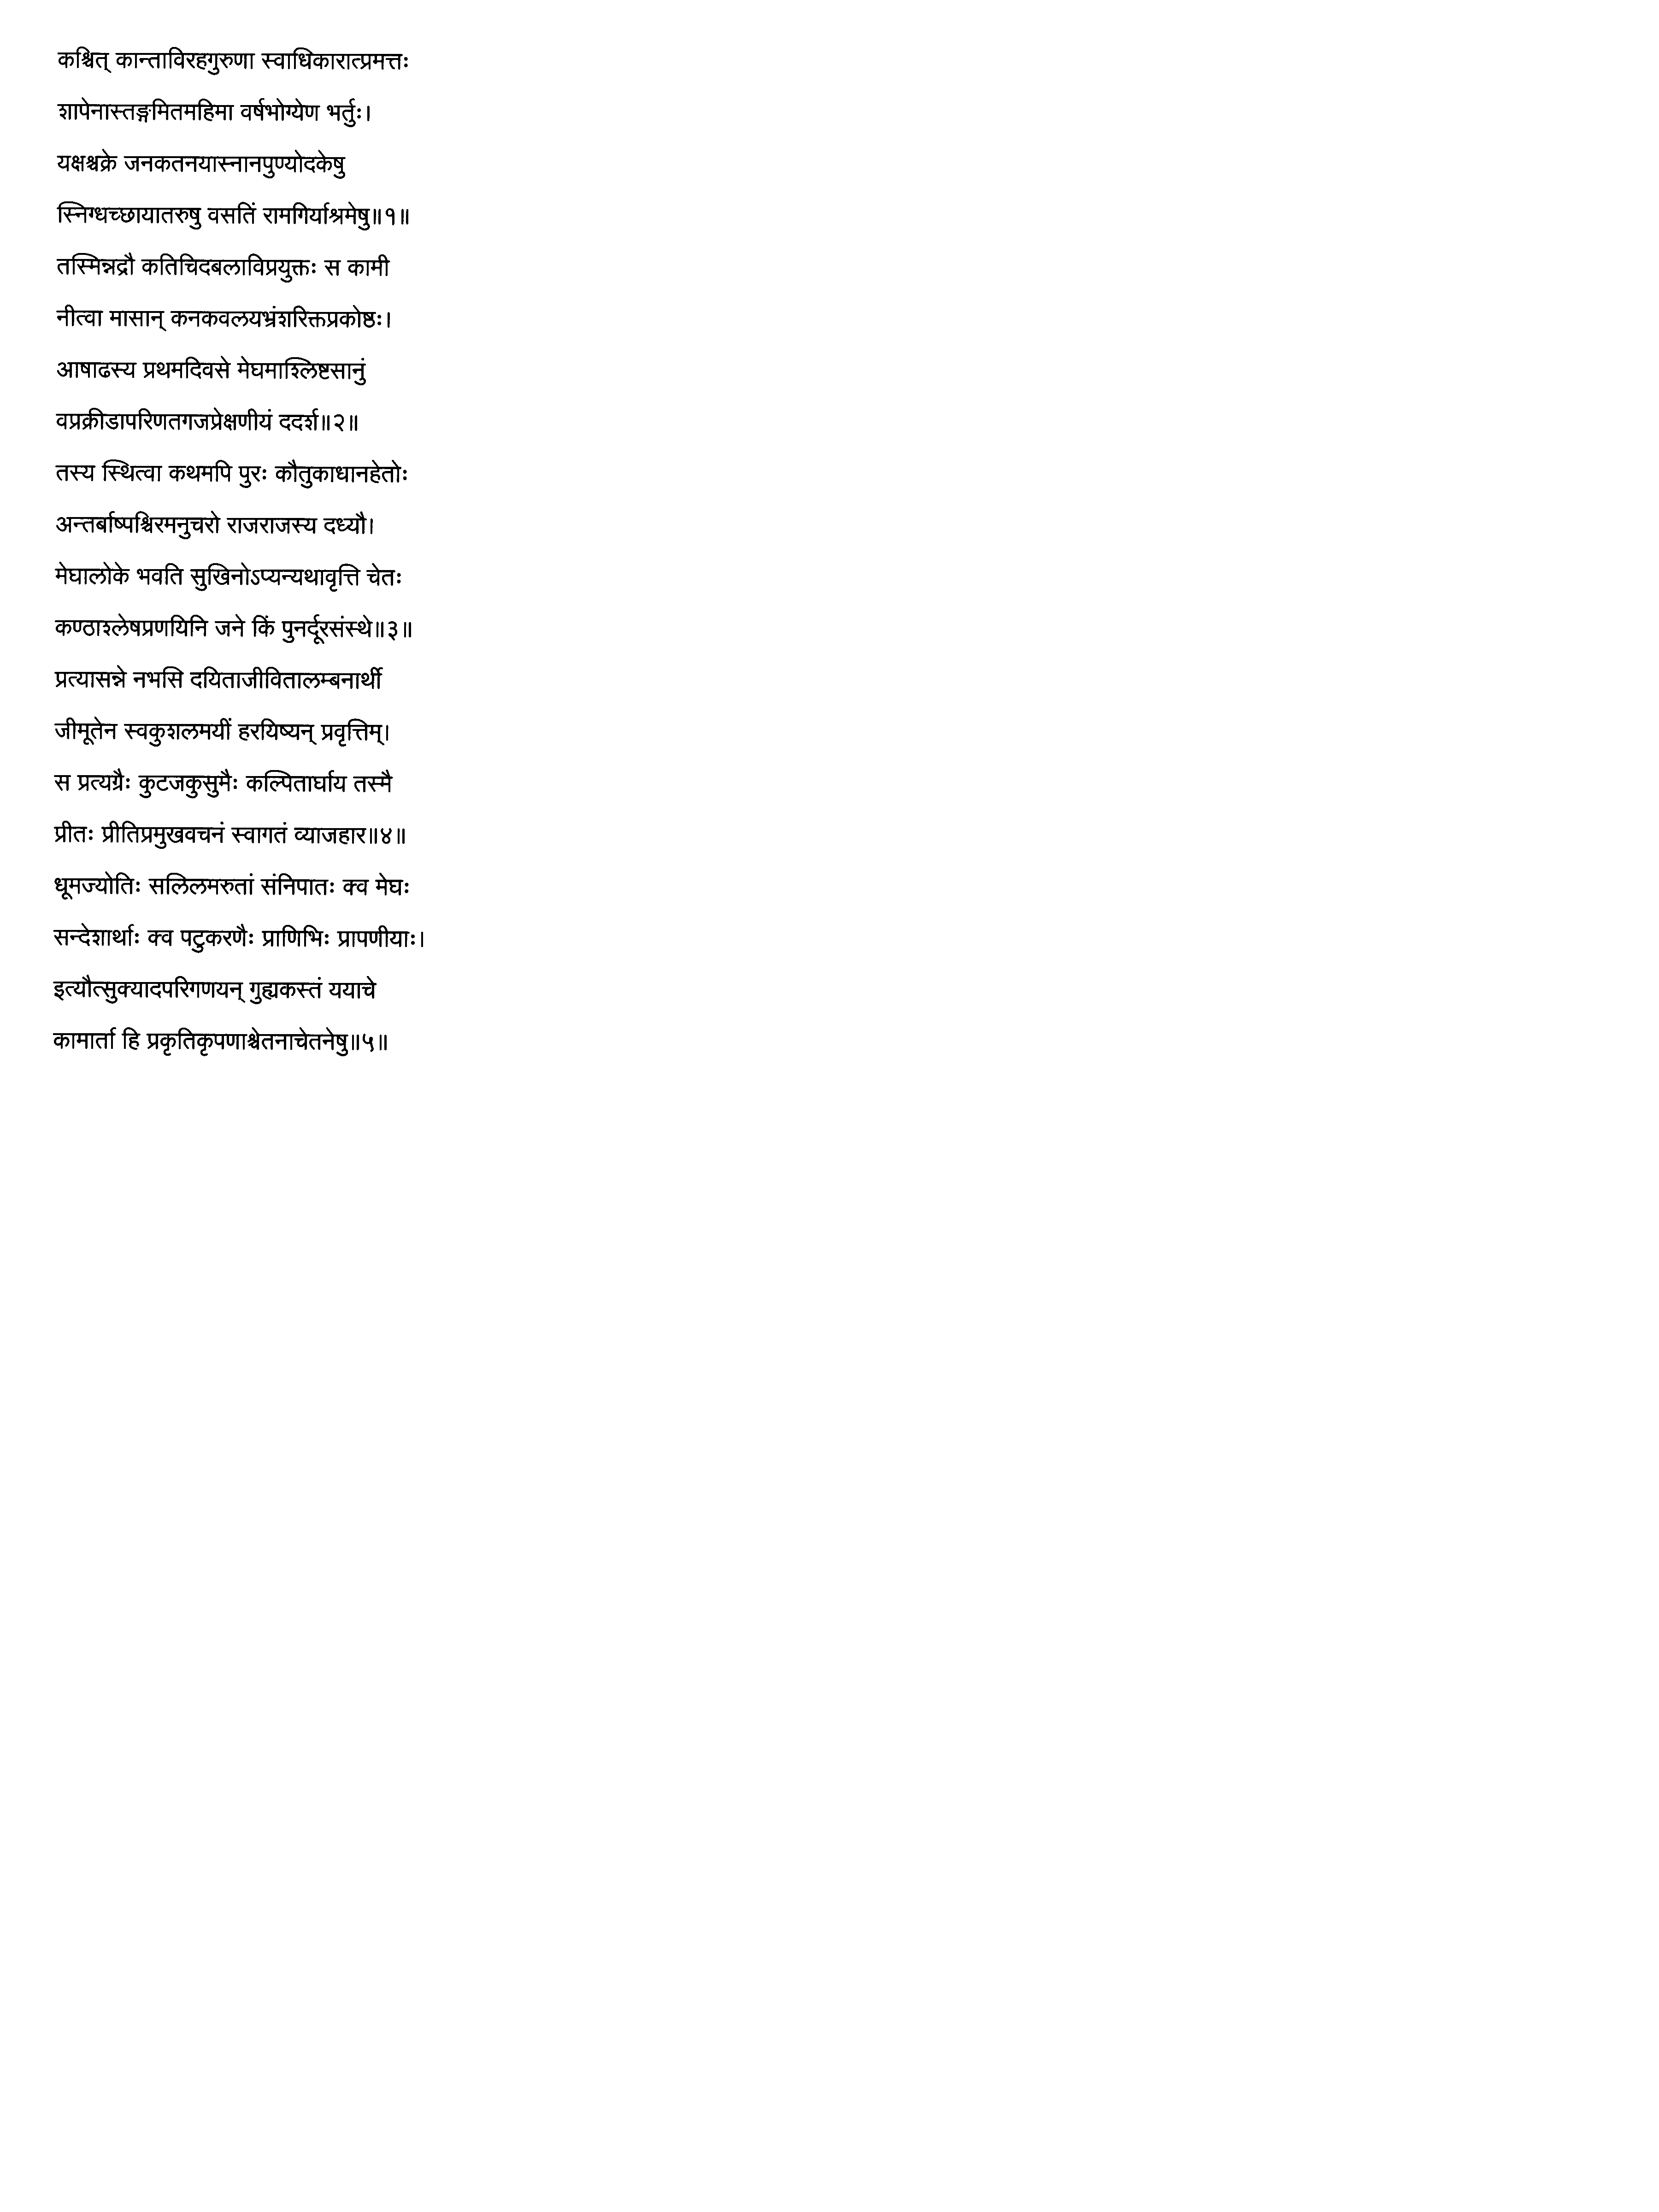 कश्चित् कान्ताविरहगुरुणा स्वाधिकारात्प्रमत्तः
शापेनास्तङ्गमितमहिमा वर्षभोग्येण भर्तुः।
यक्षश्चक्रे जनकतनयास्नानपुण्योदकेषु
स्निग्धच्छायातरुषु वसतिं रामगिर्याश्रमेषु॥१॥
तस्मिन्नद्रौ कतिचिदबलाविप्रयुक्तः स कामी
नीत्वा मासान् कनकवलयभ्रंशरिक्तप्रकोष्ठः।
आषाढस्य प्रथमदिवसे मेघमाश्लिष्टसानुं
वप्रक्रीडापरिणतगजप्रेक्षणीयं ददर्श॥२॥
तस्य स्थित्वा कथमपि पुरः कौतुकाधानहेतोः
अन्तर्बाष्पश्चिरमनुचरो राजराजस्य दध्यौ।
मेघालोके भवति सुखिनोऽप्यन्यथावृत्ति चेतः
कण्ठाश्लेषप्रणयिनि जने किं पुनर्दूरसंस्थे॥३॥
प्रत्यासन्ने नभसि दयिताजीवितालम्बनार्थी
जीमूतेन स्वकुशलमयीं हरयिष्यन् प्रवृत्तिम्।
स प्रत्यग्रैः कुटजकुसुमैः कल्पितार्घाय तस्मै
प्रीतः प्रीतिप्रमुखवचनं स्वागतं व्याजहार॥४॥
धूमज्योतिः सलिलमरुतां संनिपातः क्व मेघः
सन्देशार्थाः क्व पटुकरणैः प्राणिभिः प्रापणीयाः।
इत्यौत्सुक्यादपरिगणयन् गुह्यकस्तं ययाचे
कामार्ता हि प्रकृतिकृपणाश्चेतनाचेतनेषु॥५॥